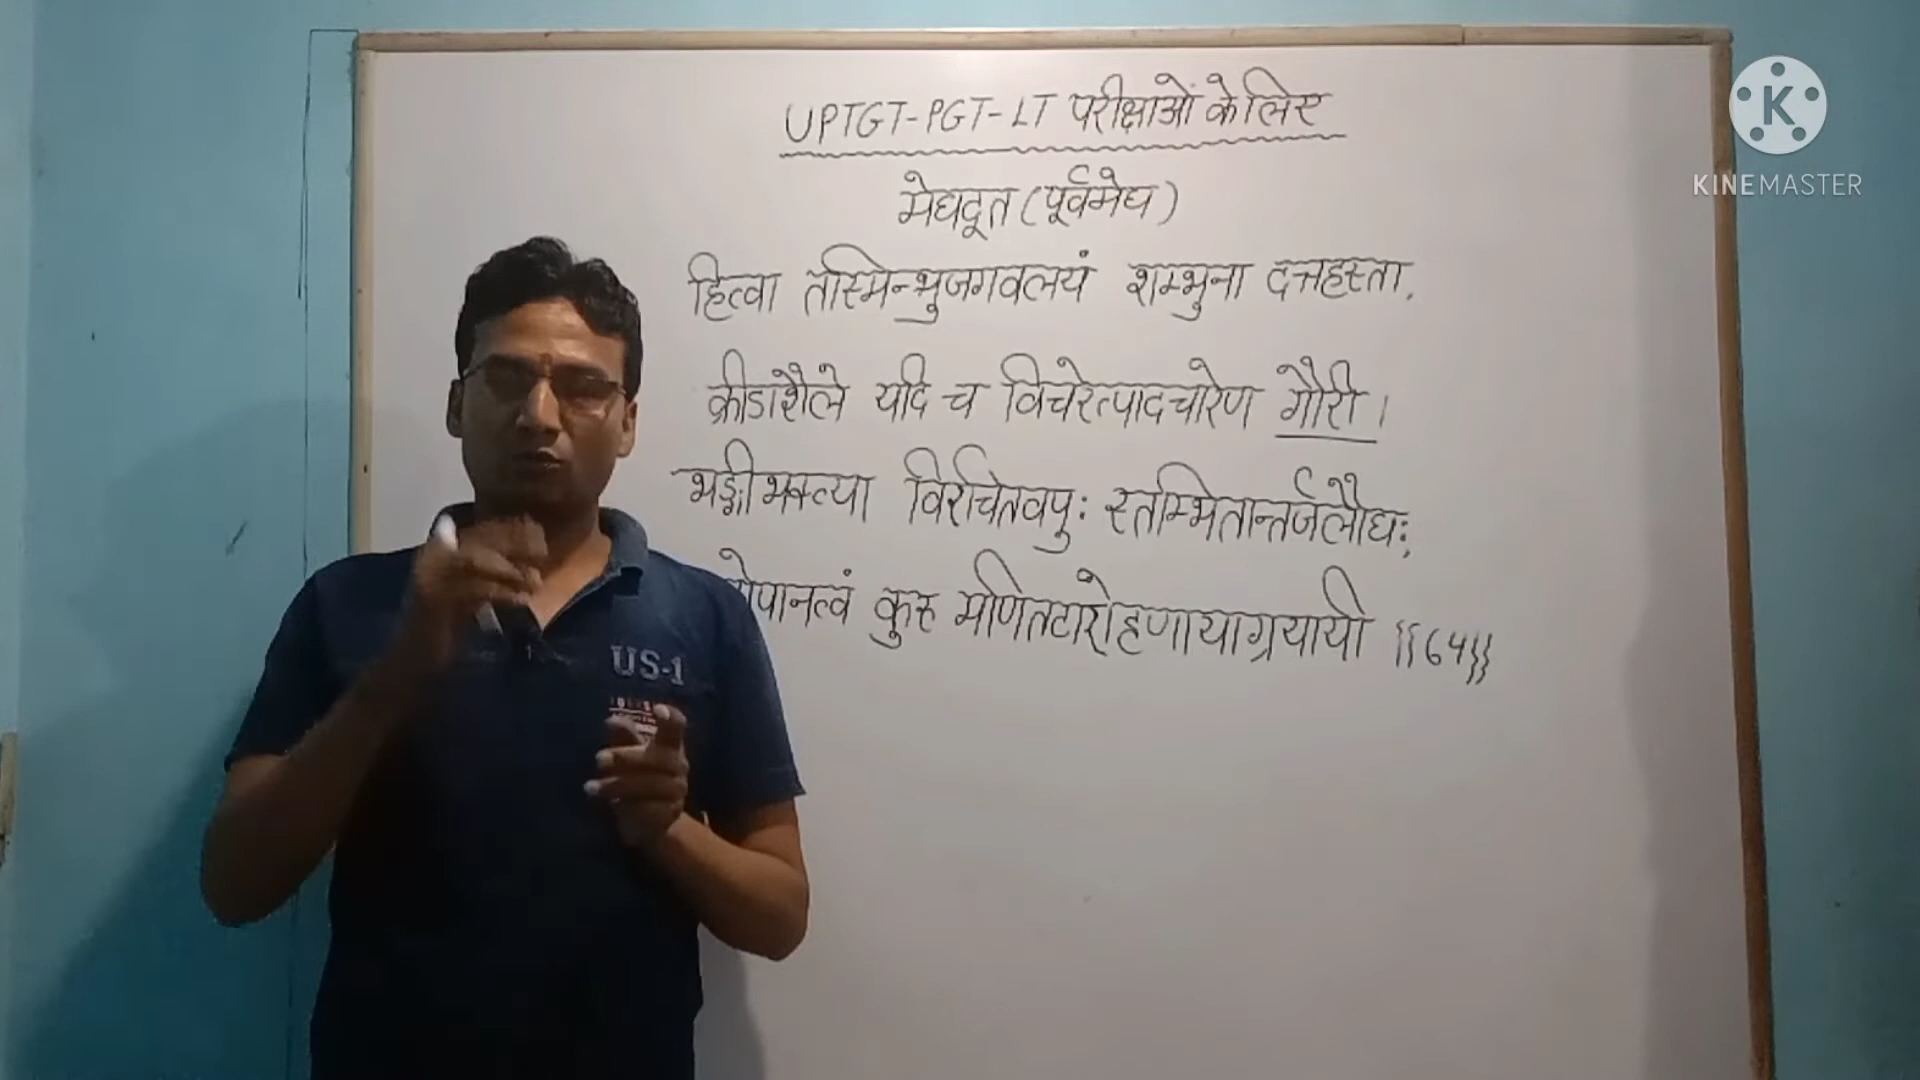 UPTGT-PGT-LT परीक्षाओं के लिए
मेघदूत (पूर्वमेघ)
हित्वा तस्मिन्भुजगवलयं शम्भुना दत्तहस्ता,
क्रीडाशैले यदि च विचरेत्पादचारेण गौरी।
भङ्गीभक्त्या विरचितवपुः स्तम्भितान्तर्जलौघः,
कुरु मणितटारोहणायाग्रयायी ॥६५॥
US-1
KINEMASTER